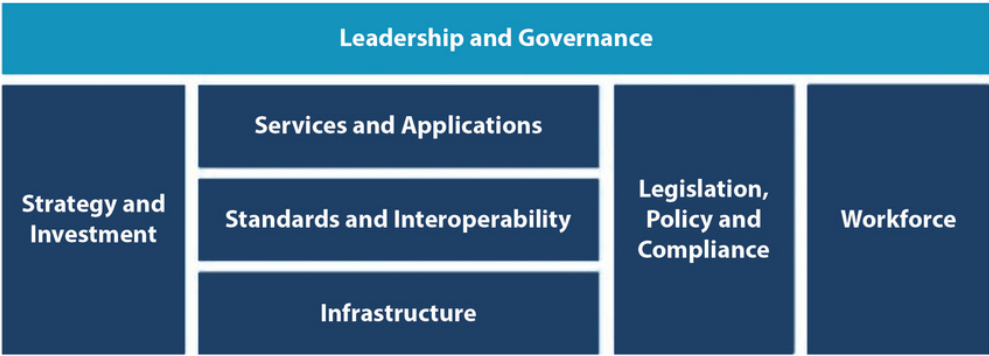 Leadership and Governance
Strategy and
Investment
Services and Applications
Standards and Interoperability
Infrastructure
Legislation,
Policy and
Compliance
Workforce